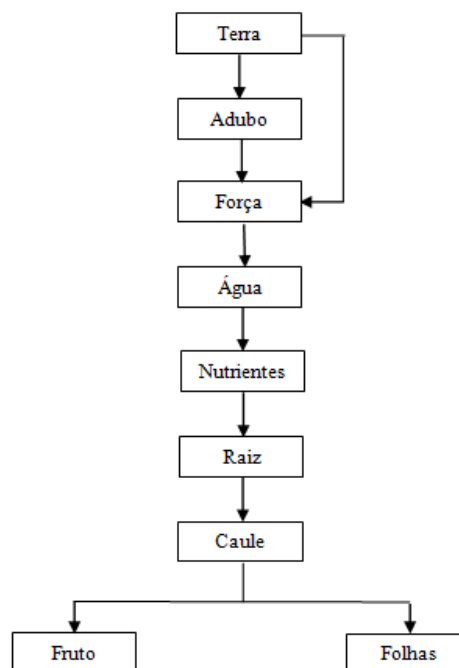 Terra
Adubo
Força
Água
Nutrientes
Raiz
Caule
Fruto
Folhas